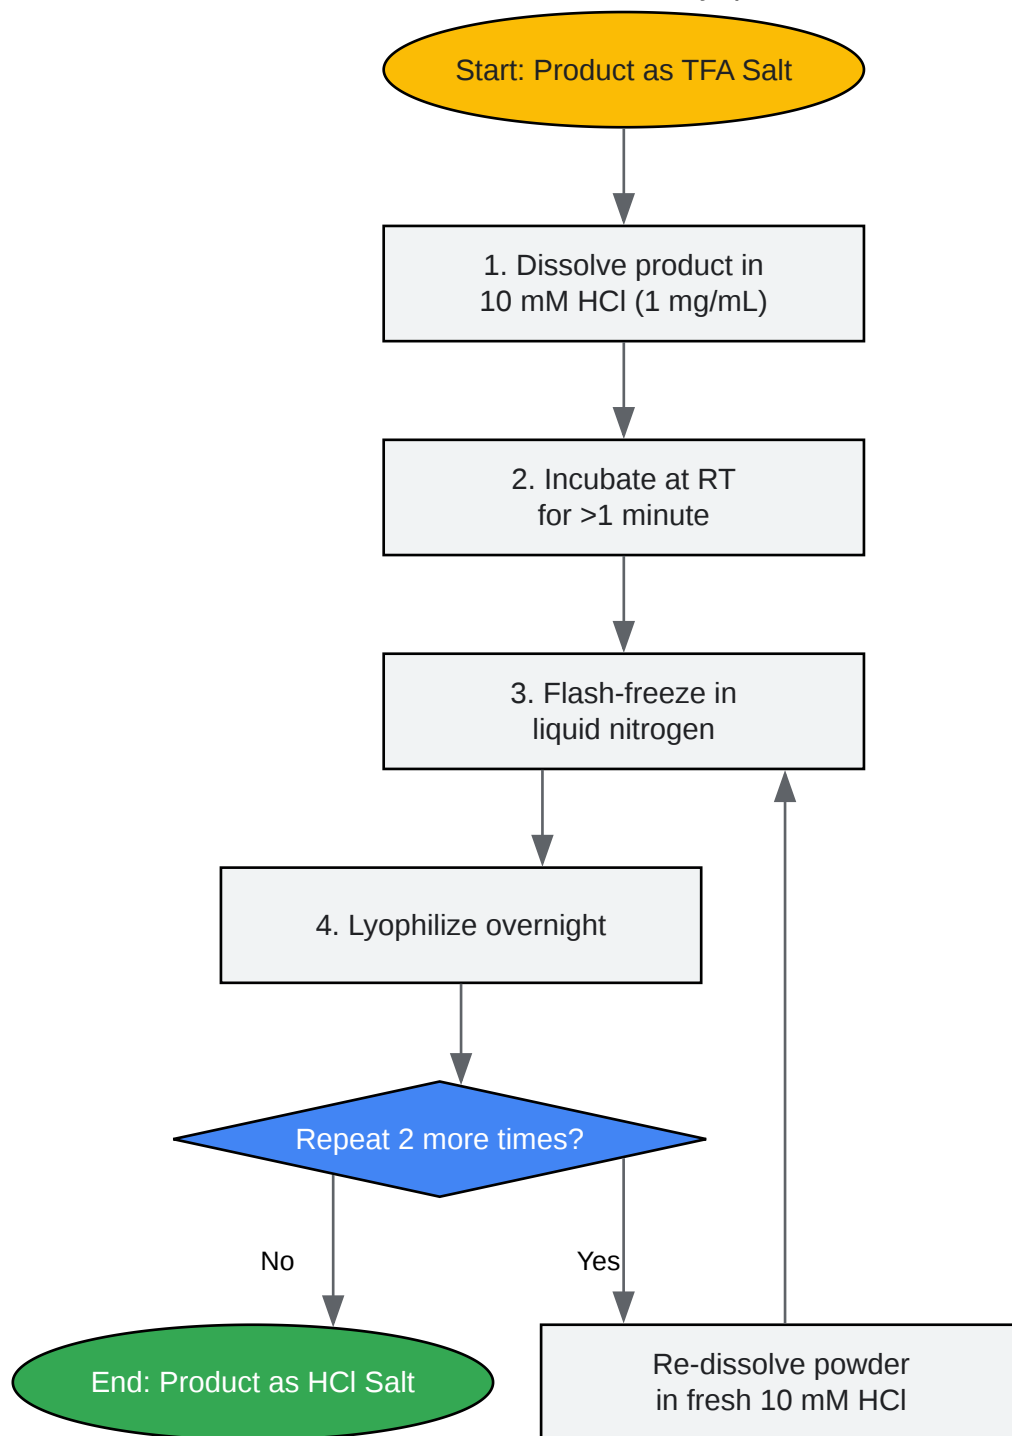 Start: Product as TFA Salt
1. Dissolve product in
10 mM HCl (1 mg/mL)
2. Incubate at RT
for >1 minute
3. Flash-freeze in
liquid nitrogen
4. Lyophilize overnight
Repeat 2 more times?
No
Yes
End: Product as HCl Salt
Re-dissolve powder
in fresh 10 mM HCl